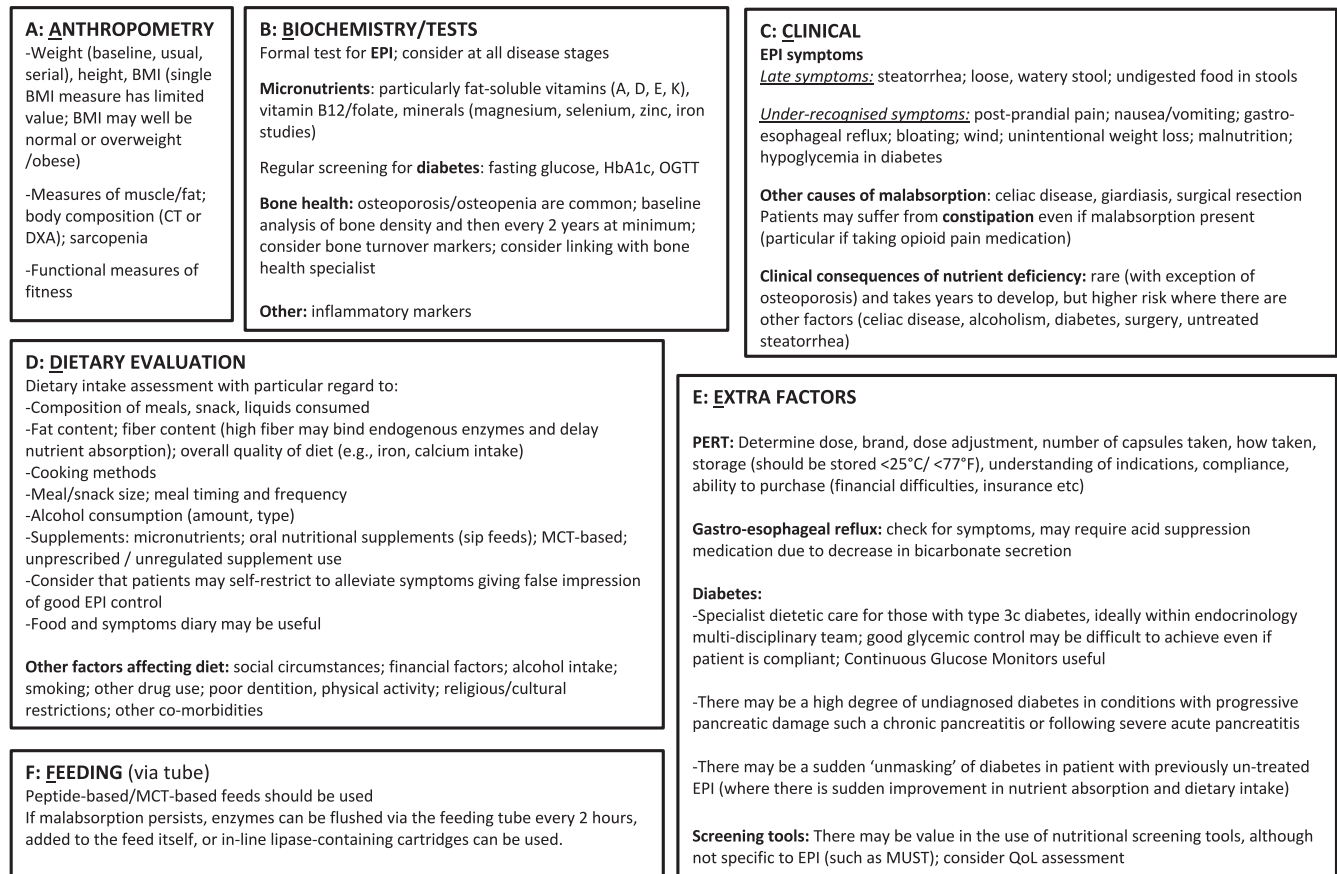 A: ANTHROPOMETRY
-Weight (baseline, usual,
serial), height, BMI (single
BMI measure has limited
value; BMI may well be
normal or overweight
/obese)
-Measures of muscle/fat;
body composition (CT or
DXA); sarcopenia
-Functional measures of
fitness
B: BIOCHEMISTRY/TESTS
Formal test for EPI; consider at all disease stages
Micronutrients: particularly fat-soluble vitamins (A, D, E, K),
vitamin B12/folate, minerals (magnesium, selenium, zinc, iron
studies)
Regular screening for diabetes: fasting glucose, HbA1c, OGTT
Bone health: osteoporosis/osteopenia are common; baseline
analysis of bone density and then every 2 years at minimum;
consider bone turnover markers; consider linking with bone
health specialist
Other: inflammatory markers
C: CLINICAL
EPI symptoms
Late symptoms: steatorrhea; loose, watery stool; undigested food in stools
Under-recognised symptoms: post-prandial pain; nausea/vomiting; gastro-
esophageal reflux; bloating; wind; unintentional weight loss; malnutrition;
hypoglycemia in diabetes
Other causes of malabsorption: celiac disease, giardiasis, surgical resection
Patients may suffer from constipation even if malabsorption present
(particular if taking opioid pain medication)
Clinical consequences of nutrient deficiency: rare (with exception of
osteoporosis) and takes years to develop, but higher risk where there are
other factors (celiac disease, alcoholism, diabetes, surgery, untreated
steatorrhea)
D: DIETARY EVALUATION
Dietary intake assessment with particular regard to:
-Composition of meals, snack, liquids consumed
-Fat content; fiber content (high fiber may bind endogenous enzymes and delay
nutrient absorption); overall quality of diet (e.g., iron, calcium intake)
-Cooking methods
-Meal/snack size; meal timing and frequency
-Alcohol consumption (amount, type)
-Supplements: micronutrients; oral nutritional supplements (sip feeds); MCT-based;
unprescribed / unregulated supplement use
-Consider that patients may self-restrict to alleviate symptoms giving false impression
of good EPI control
-Food and symptoms diary may be useful
Other factors affecting diet: social circumstances; financial factors; alcohol intake;
smoking; other drug use; poor dentition, physical activity; religious/cultural
restrictions; other co-morbidities
E: EXTRA FACTORS
PERT: Determine dose, brand, dose adjustment, number of capsules taken, how taken,
storage (should be stored <25°C/ <77°F), understanding of indications, compliance,
ability to purchase (financial difficulties, insurance etc)
Gastro-esophageal reflux: check for symptoms, may require acid suppression
medication due to decrease in bicarbonate secretion
Diabetes:
-Specialist dietetic care for those with type 3c diabetes, ideally within endocrinology
multi-disciplinary team; good glycemic control may be difficult to achieve even if
patient is compliant; Continuous Glucose Monitors useful
-There may be a high degree of undiagnosed diabetes in conditions with progressive
pancreatic damage such a chronic pancreatitis or following severe acute pancreatitis
-There may be a sudden ‘unmasking’ of diabetes in patient with previously un-treated
EPI (where there is sudden improvement in nutrient absorption and dietary intake)
Screening tools: There may be value in the use of nutritional screening tools, although
not specific to EPI (such as MUST); consider QoL assessment
F: FEEDING (via tube)
Peptide-based/MCT-based feeds should be used
If malabsorption persists, enzymes can be flushed via the feeding tube every 2 hours,
added to the feed itself, or in-line lipase-containing cartridges can be used.